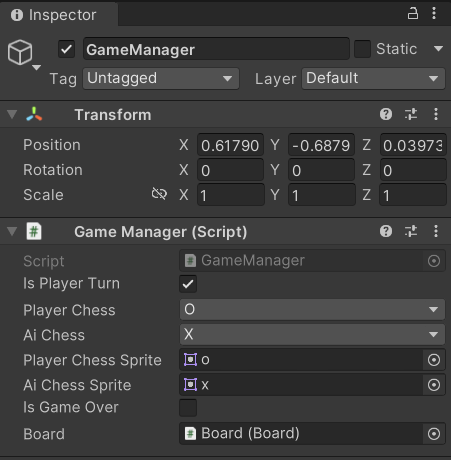 Inspector
GameManager Static
Tag Untagged Layer Default
Transform
Position X 0.61790 Y -0.6879 Z 0.03973
Rotation X 0 Y 0 Z 0
Scale X 1 Y 1 Z 1
Game Manager (Script)
Script # GameManager
Is Player Turn
Player Chess O
Ai Chess X
Player Chess Sprite o
Ai Chess Sprite x
Is Game Over
Board # Board (Board)